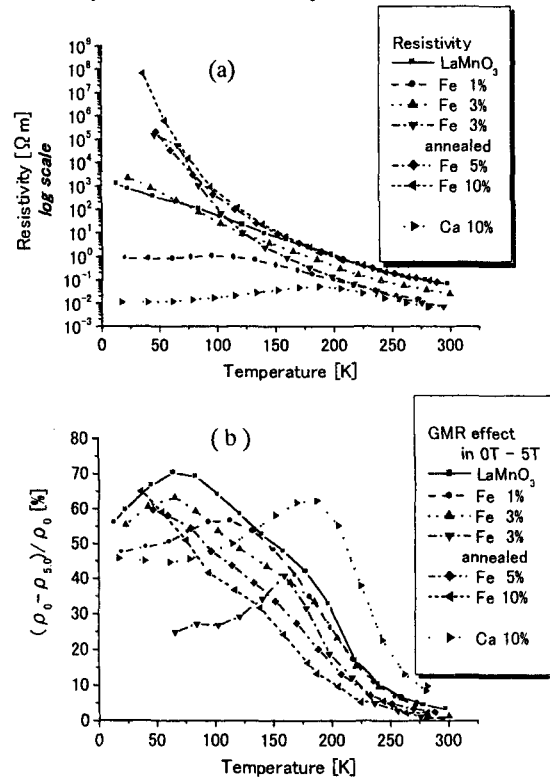 (a)
Resistivity [Ω m]
log scale
10⁹
10⁸
10⁷
10⁶
10⁵
10⁴
10³
10²
10¹
10⁰
10⁻¹
10⁻²
10⁻³
0 50 100 150 200 250 300
Temperature [K]
Resistivity
LaMnO₃
Fe 1%
Fe 3%
Fe 3%
annealed
Fe 5%
Fe 10%
Ca 10%
(b)
(ρ₀-ρ₅.₀)/ρ₀ [%]
80
70
60
50
40
30
20
10
0
0 50 100 150 200 250 300
Temperature [K]
GMR effect
in 0T - 5T
LaMnO₃
Fe 1%
Fe 3%
Fe 3%
annealed
Fe 5%
Fe 10%
Ca 10%